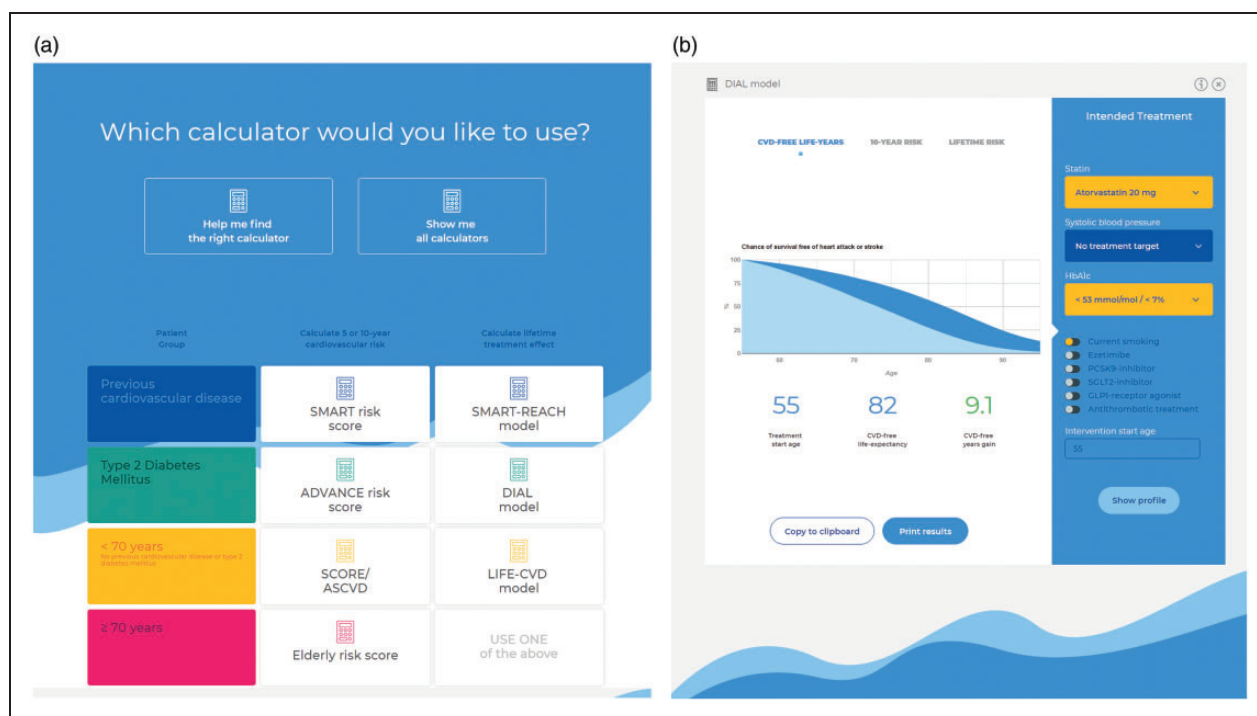 (a)
Which calculator would you like to use?
Help me find
the right calculator
Show me
all calculators
Patient
Group
Calculate 5 or 10-year
cardiovascular risk
Calculate lifetime
treatment effect
Previous
cardiovascular disease
SMART risk
score
SMART-REACH
model
Type 2 Diabetes
Mellitus
ADVANCE risk
score
DIAL
model
< 70 years
No previous cardiovascular disease or type 2
diabetes mellitus
SCORE/
ASCVD
LIFE-CVD
model
≥ 70 years
Elderly risk score
USE ONE
of the above
(b)
DIAL model
CVD-FREE LIFE-YEARS
10-YEAR RISK
LIFETIME RISK
Chance of survival free of heart attack or stroke
100
75
50
25
0
%
60
70
80
90
Age
55
Treatment
start age
82
CVD-free
life-expectancy
9.1
CVD-free
years gain
Copy to clipboard
Print results
Intended Treatment
Statin
Atorvastatin 20 mg
Systolic blood pressure
No treatment target
HbA1c
< 53 mmol/mol / < 7%
Current smoking
Ezetimibe
PCSK9-inhibitor
SGLT2-inhibitor
GLP1-receptor agonist
Antithrombotic treatment
Intervention start age
55
Show profile